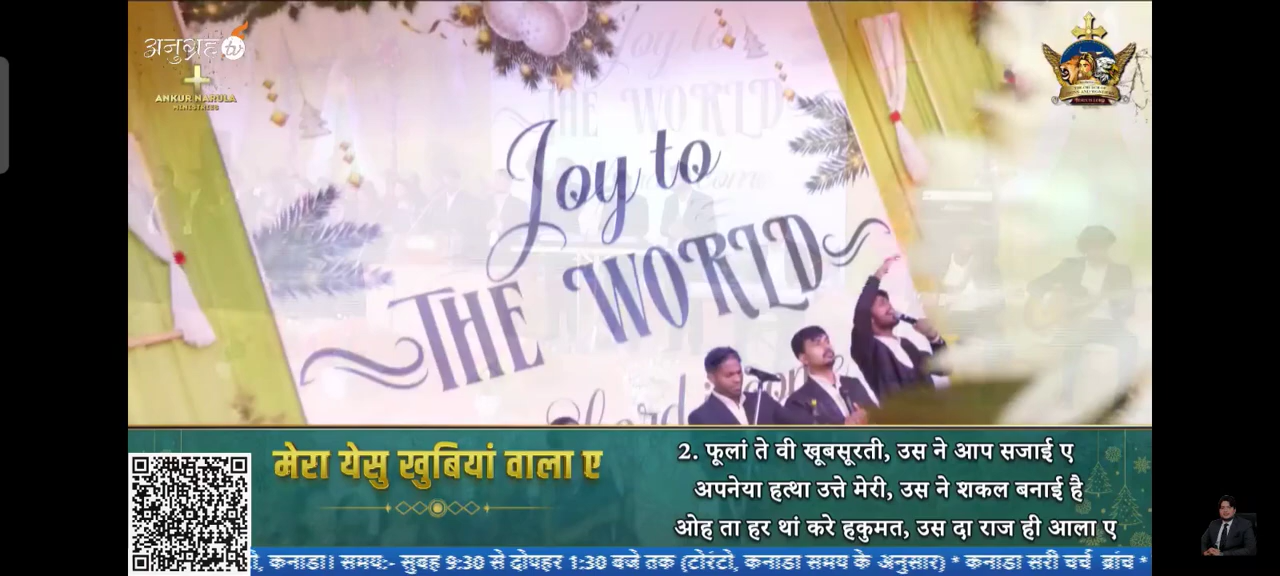 अनुग्रह tv
ANKUR NARULA
MINISTRIES
Joy to
THE WORLD
मेरा येसु खुबियां वाला ए
2. फूलां ते वी खूबसूरती, उस ने आप सजाई ए
अपनेया हत्था उत्ते मेरी, उस ने शकल बनाई है
ओह ता हर थां करे हकुमत, उस दा राज ही आला ए
कनाडा। समय:- सुबह 9:30 से दोपहर 1:30 बजे तक (टोरंटो, कनाडा समय के अनुसार) * कनाडा सरी चर्च ब्रांच *